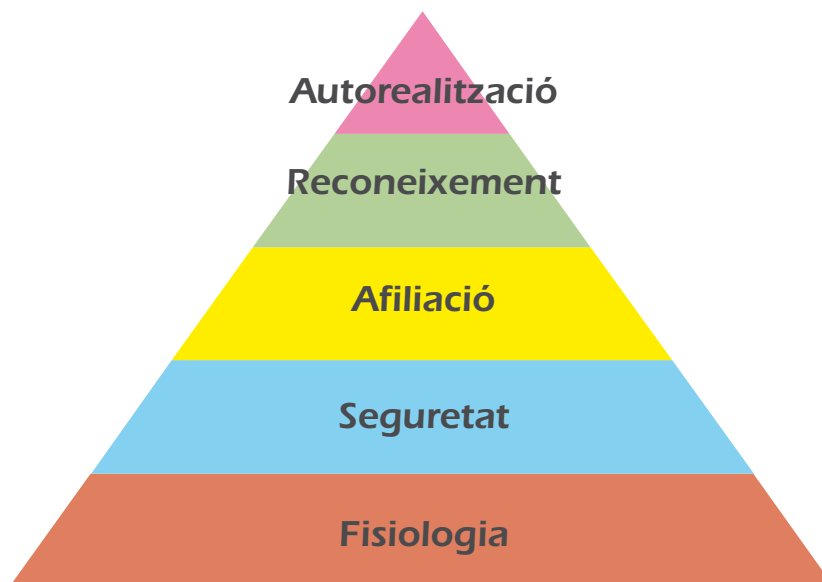 Autorealització
Reconeixement
Afiliació
Seguretat
Fisiologia